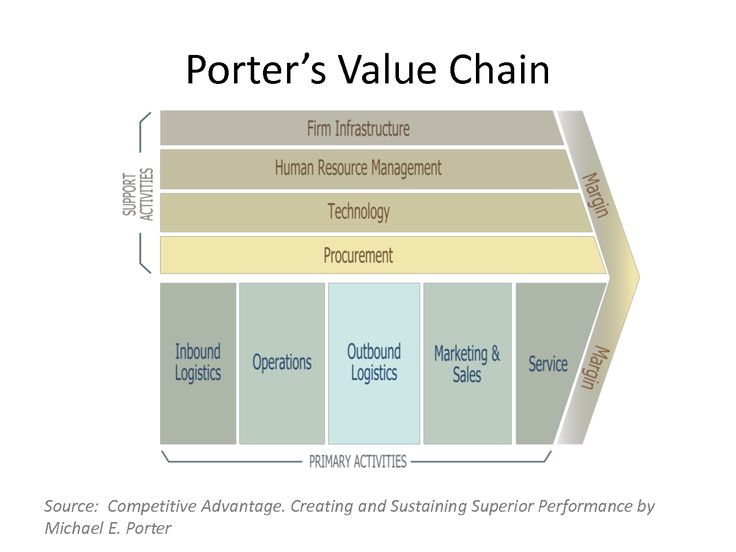 Porter’s Value Chain
SUPPORT
ACTIVITIES
Firm Infrastructure
Human Resource Management
Technology
Procurement
Margin
Inbound
Logistics
Operations
Outbound
Logistics
Marketing &
Sales
Service
Margin
PRIMARY ACTIVITIES
Source:  Competitive Advantage. Creating and Sustaining Superior Performance by
Michael E. Porter